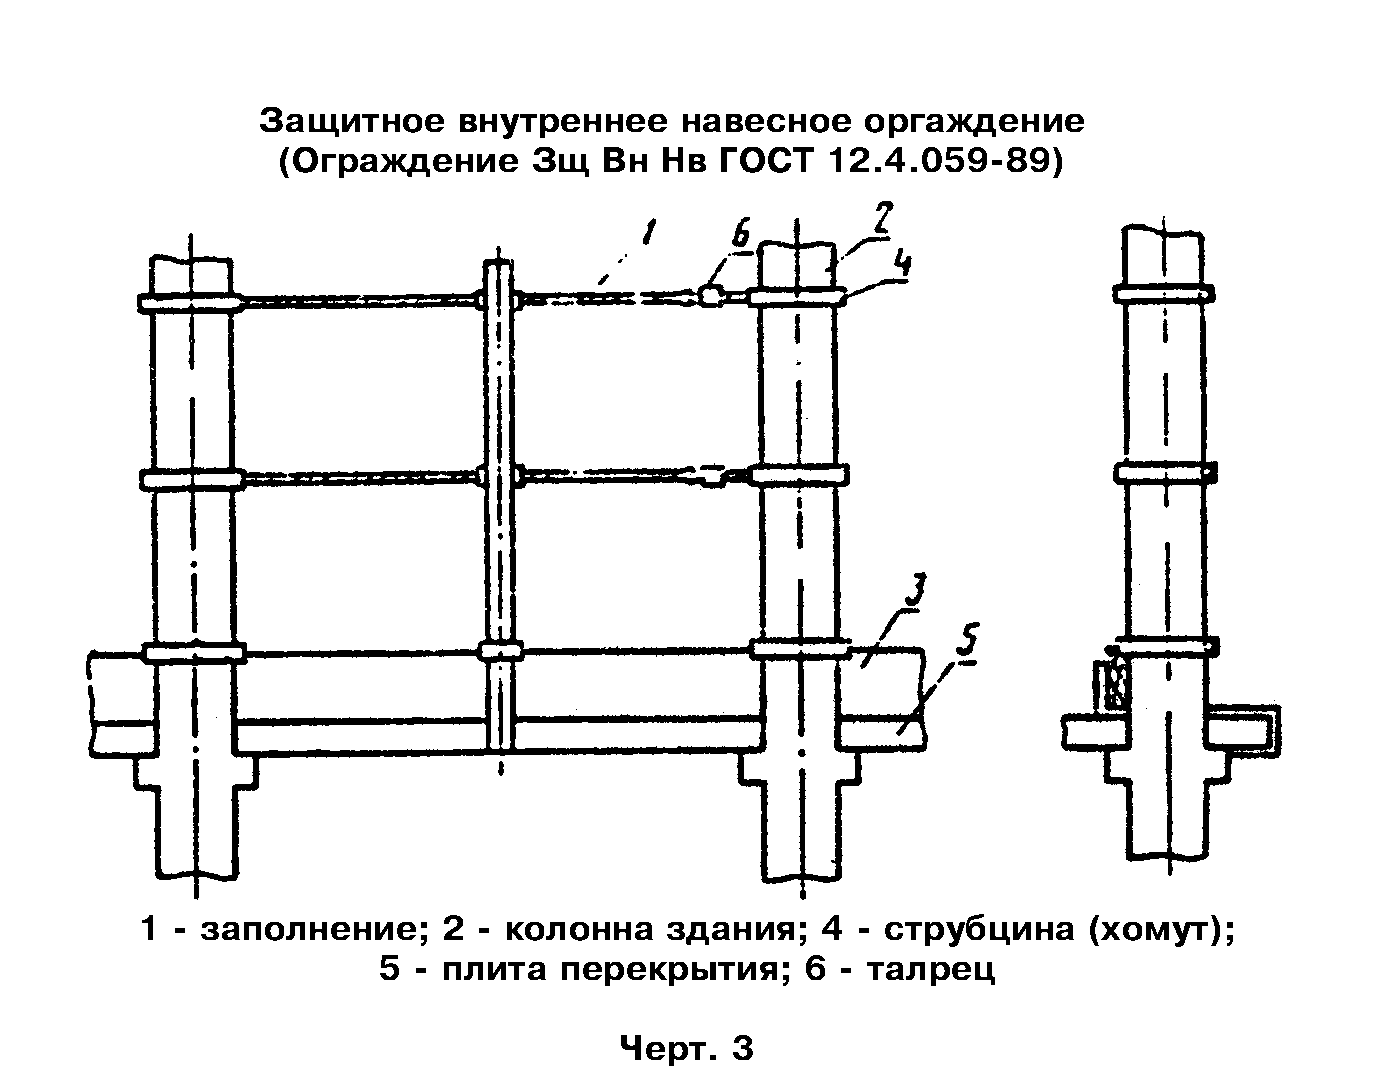 Защитное внутреннее навесное оргаждение
(Ограждение Зщ Вн Нв ГОСТ 12.4.059-89)
1
6
2
4
3
5
1 - заполнение; 2 - колонна здания; 4 - струбцина (хомут);
5 - плита перекрытия; 6 - талрец
Черт. 3